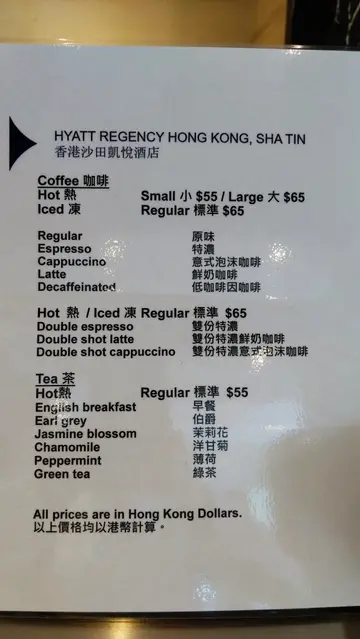 HYATT REGENCY HONG KONG, SHA TIN
香港沙田凱悅酒店
Coffee 咖啡
Hot 熱 Small 小 $55 / Large 大 $65
Iced 凍 Regular 標準 $65
Regular 原味
Espresso 特濃
Cappuccino 意式泡沫咖啡
Latte 鮮奶咖啡
Decaffeinated 低咖啡因咖啡
Hot 熱 / Iced 凍 Regular 標準 $65
Double espresso 雙份特濃
Double shot latte 雙份特濃鮮奶咖啡
Double shot cappuccino 雙份特濃意式泡沫咖啡
Tea 茶
Hot熱 Regular 標準 $55
English breakfast 早餐
Earl grey 伯爵
Jasmine blossom 茉莉花
Chamomile 洋甘菊
Peppermint 薄荷
Green tea 綠茶
All prices are in Hong Kong Dollars.
以上價格均以港幣計算。